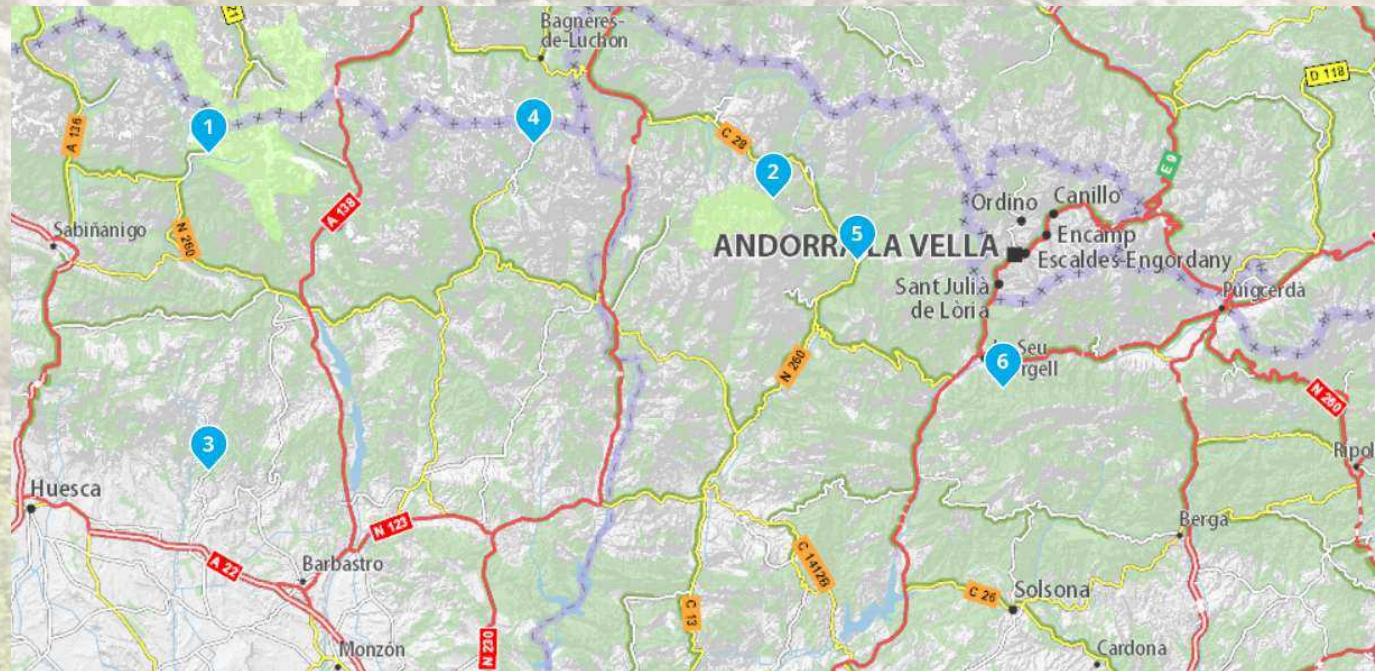 21
Bagnères-
de-Luchon
D 118
4
1
A 136
C 28
2
E 9
A 138
Ordino
Canillo
Sabiñánigo
N 260
5
Encamp
ANDORRA LA VELLA
Escaldes-Engordany
Sant Julià
de Lòria
Puigcerdà
6
Seu
rgell
N 260
N 260
3
Ripol
Huesca
N 123
Berga
A 22
Barbastro
C 1412B
C 13
C 26
Solsona
N 230
Monzón
Cardona